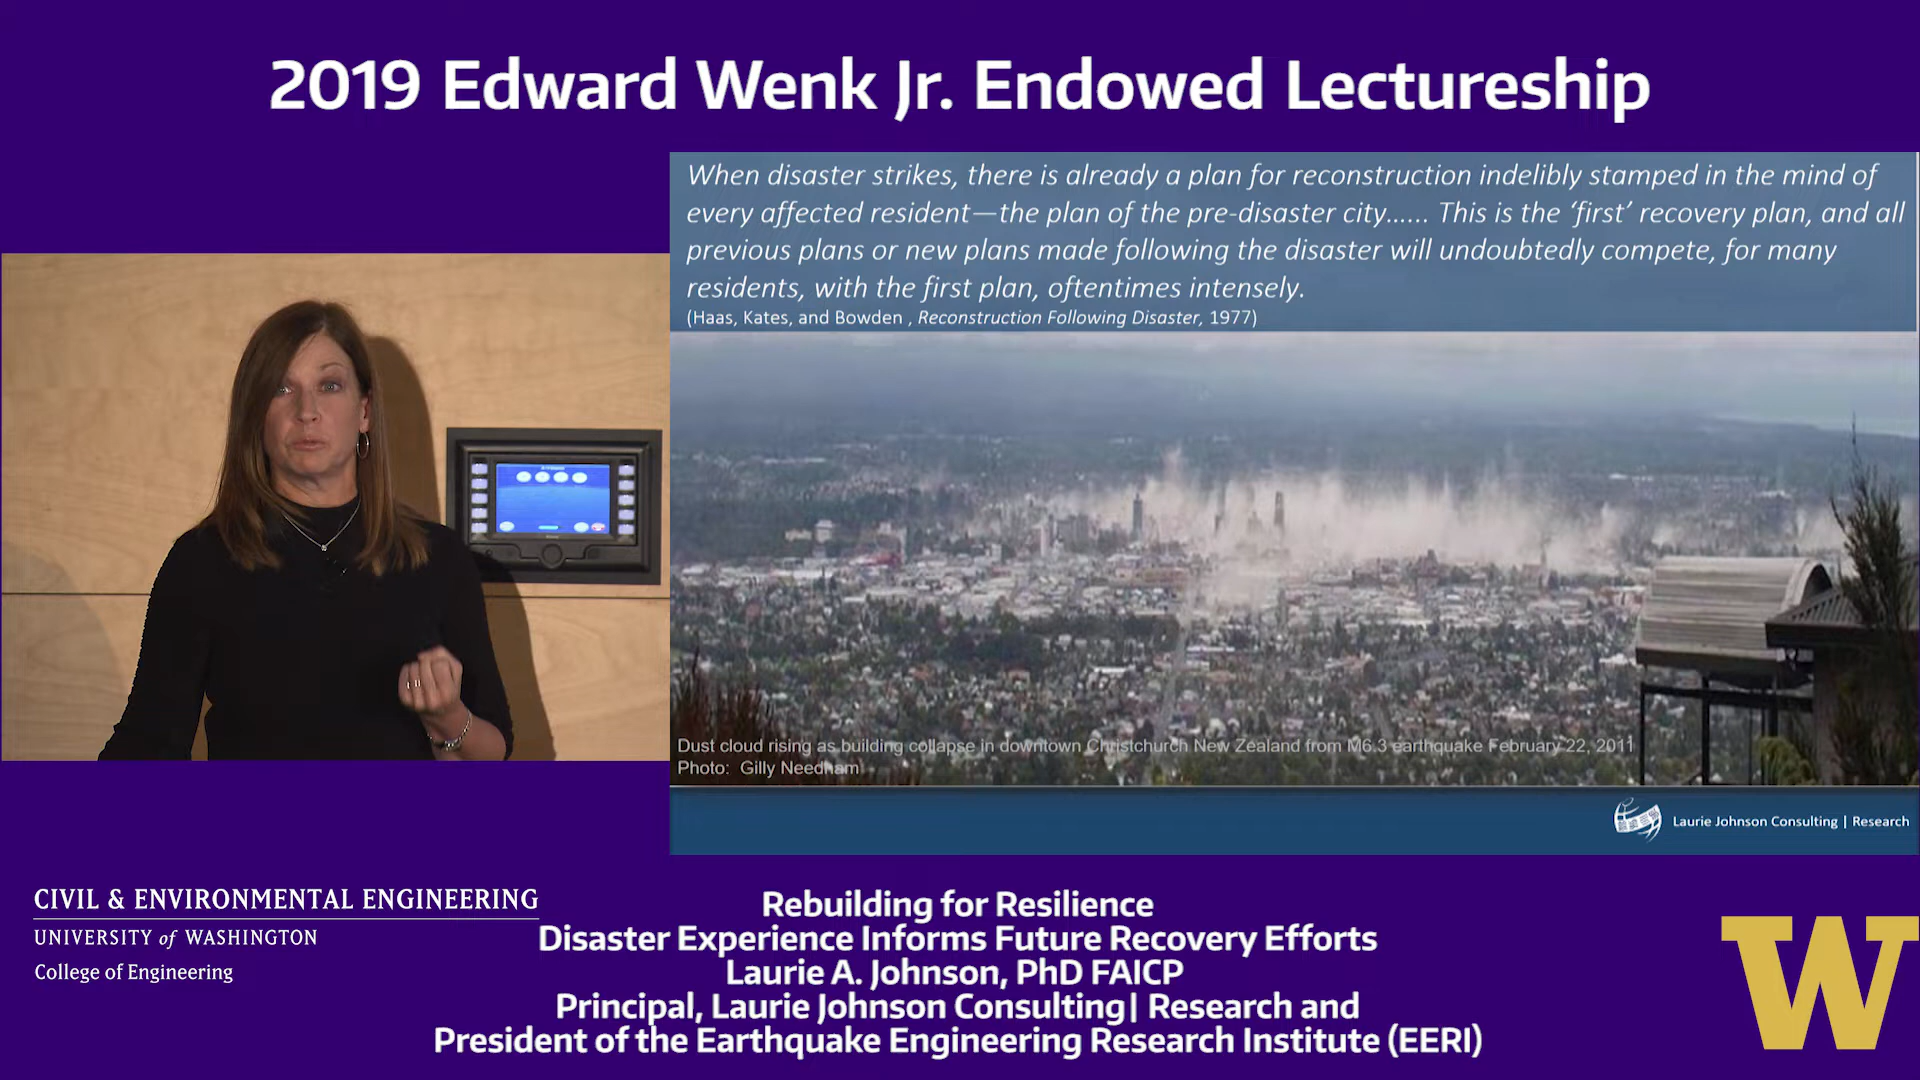 2019 Edward Wenk Jr. Endowed Lectureship
When disaster strikes, there is already a plan for reconstruction indelibly stamped in the mind of
every affected resident—the plan of the pre-disaster city...... This is the ‘first’ recovery plan, and all
previous plans or new plans made following the disaster will undoubtedly compete, for many
residents, with the first plan, oftentimes intensely.
(Haas, Kates, and Bowden , Reconstruction Following Disaster, 1977)
Dust cloud rising as building collapse in downtown Christchurch New Zealand from M6.3 earthquake February 22, 2011
Photo: Gilly Needham
Laurie Johnson Consulting | Research
CIVIL & ENVIRONMENTAL ENGINEERING
UNIVERSITY of WASHINGTON
College of Engineering
Rebuilding for Resilience
Disaster Experience Informs Future Recovery Efforts
Laurie A. Johnson, PhD FAICP
Principal, Laurie Johnson Consulting| Research and
President of the Earthquake Engineering Research Institute (EERI)
W